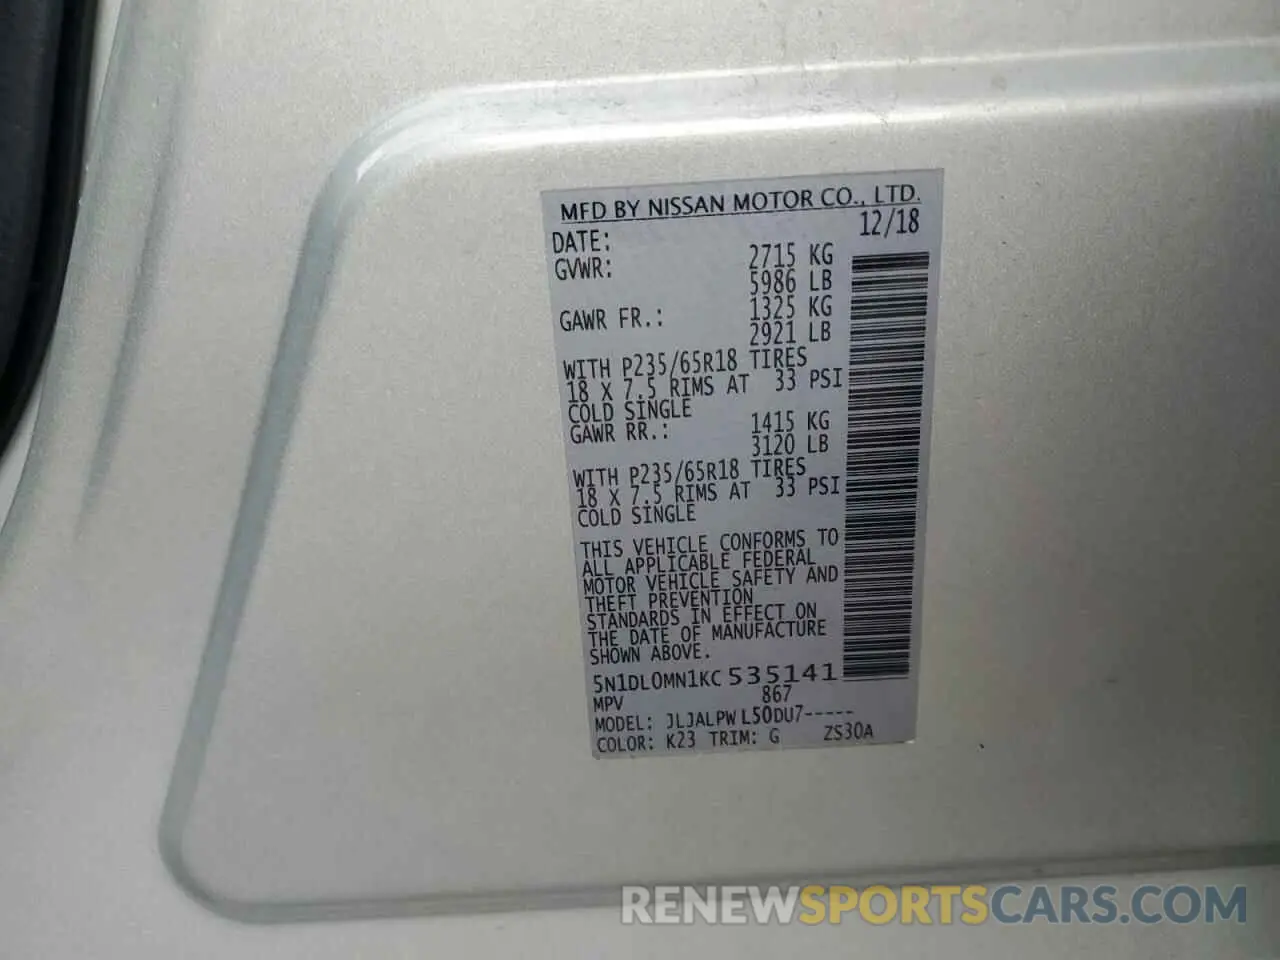 MFD BY NISSAN MOTOR CO., LTD.
DATE: 12/18
GVWR: 2715 KG
5986 LB
GAWR FR.: 1325 KG
2921 LB
WITH P235/65R18 TIRES
18 X 7.5 RIMS AT 33 PSI
COLD SINGLE
GAWR RR.: 1415 KG
3120 LB
WITH P235/65R18 TIRES
18 X 7.5 RIMS AT 33 PSI
COLD SINGLE
THIS VEHICLE CONFORMS TO
ALL APPLICABLE FEDERAL
MOTOR VEHICLE SAFETY AND
THEFT PREVENTION
STANDARDS IN EFFECT ON
THE DATE OF MANUFACTURE
SHOWN ABOVE.
5N1DL0MN1KC 535141
MPV 867
MODEL: JLJALPW L50DU7-----
COLOR: K23 TRIM: G ZS30A
RENEWSPORTSCARS.COM